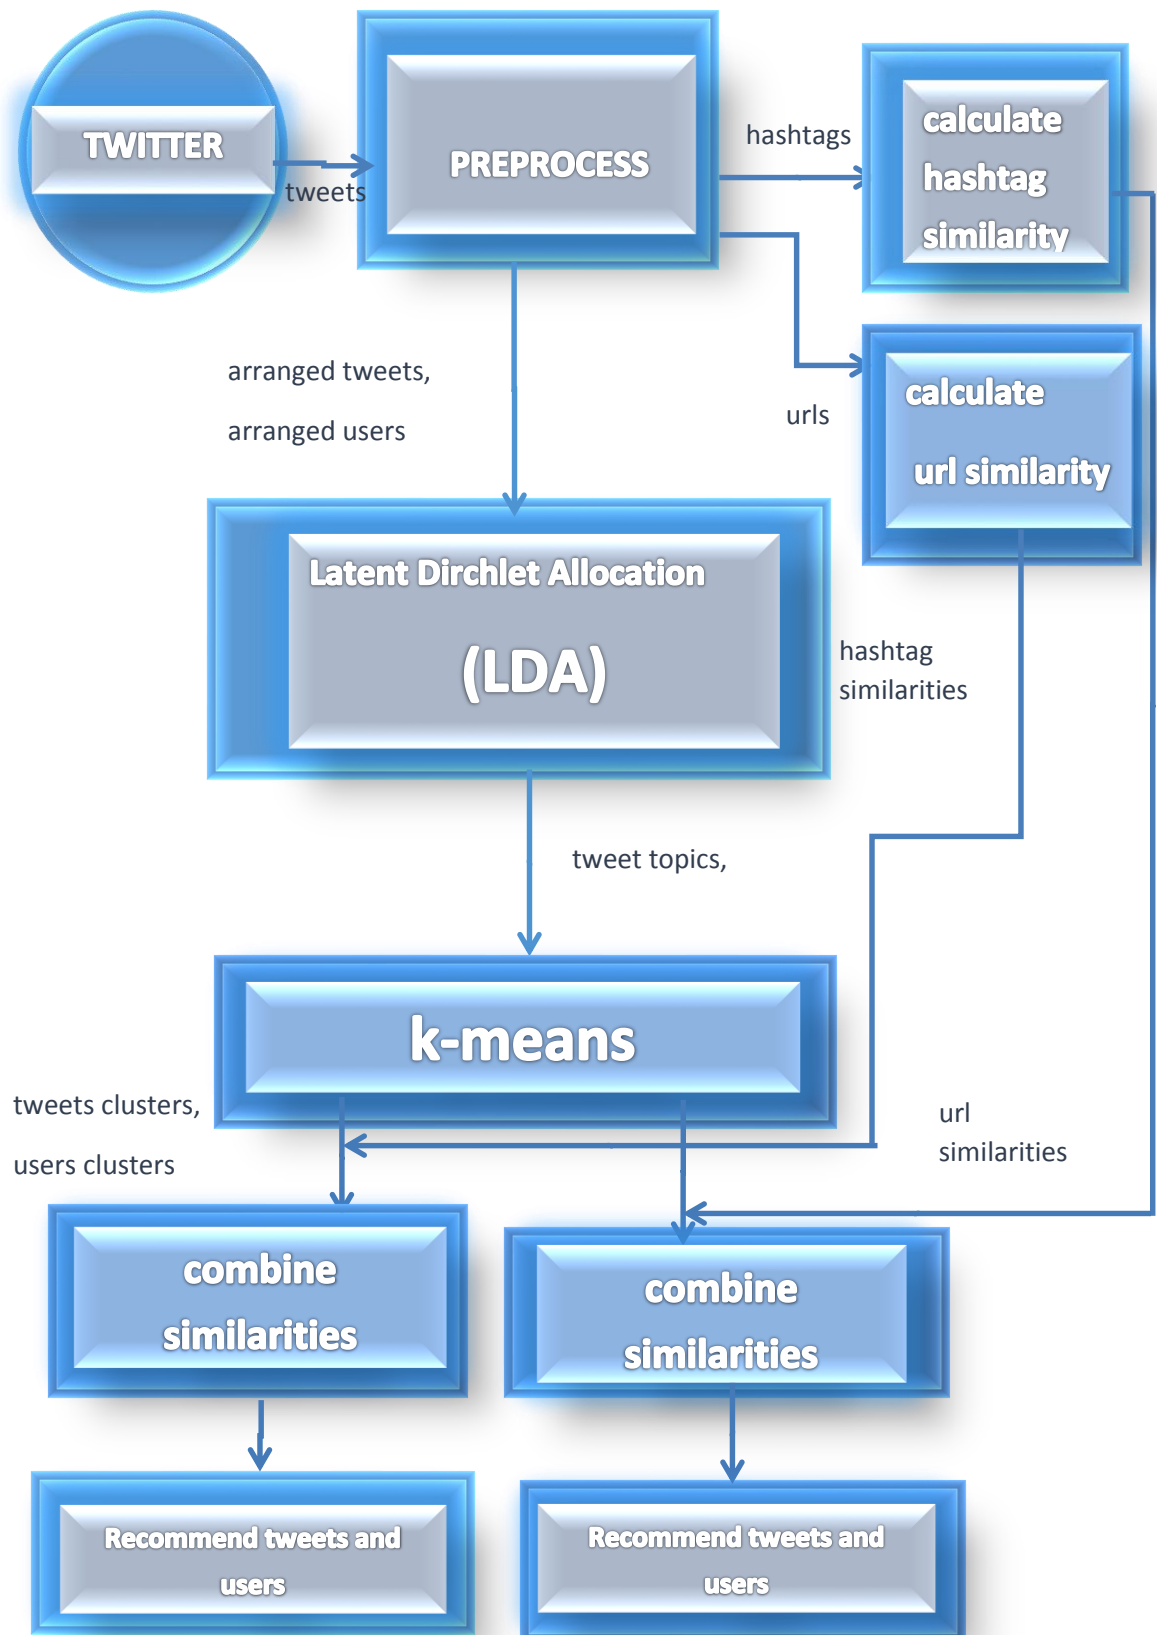 TWITTER
tweets
PREPROCESS
hashtags
calculate
hashtag
similarity
arranged tweets,
arranged users
urls
calculate
url similarity
Latent Dirchlet Allocation
(LDA)
hashtag
similarities
tweet topics,
k-means
tweets clusters,
users clusters
url
similarities
combine
similarities
combine
similarities
Recommend tweets and
users
Recommend tweets and
users